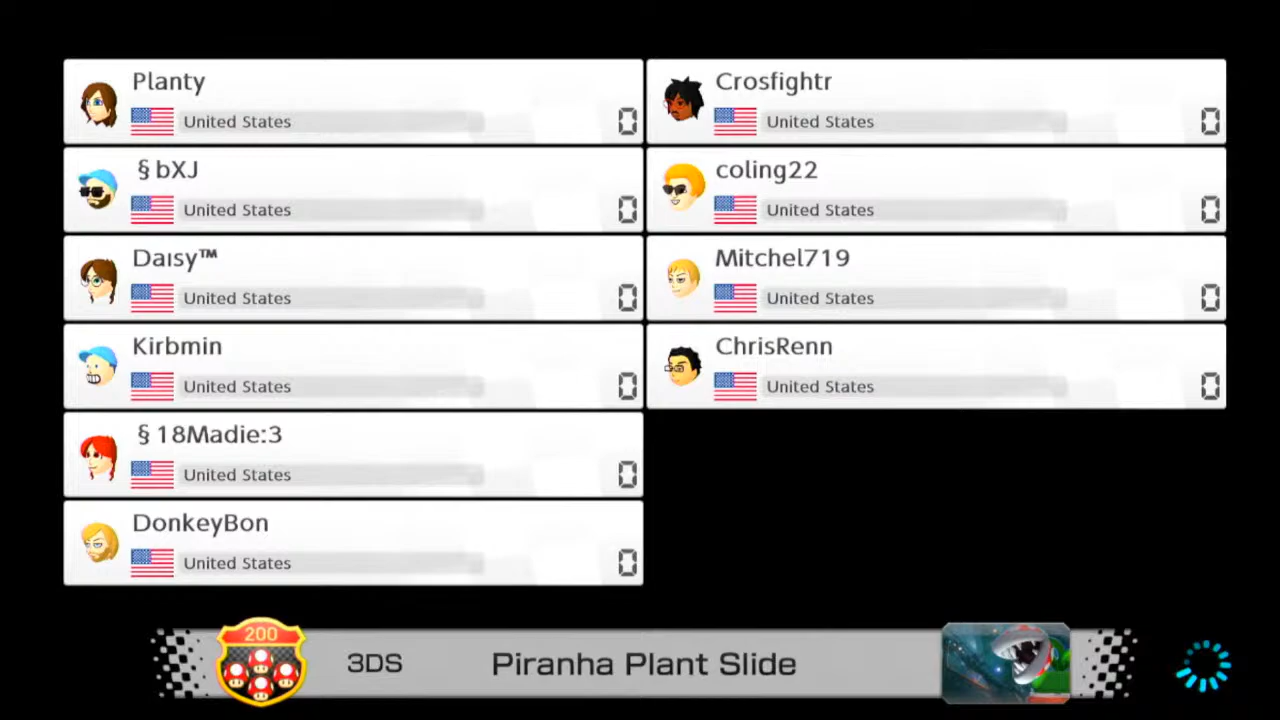 Planty
United States 0
§bXJ
United States 0
Daısy™
United States 0
Kirbmin
United States 0
§18Madie:3
United States 0
DonkeyBon
United States 0
Crosfightr
United States 0
coling22
United States 0
Mitchel719
United States 0
ChrisRenn
United States 0
200
3DS Piranha Plant Slide